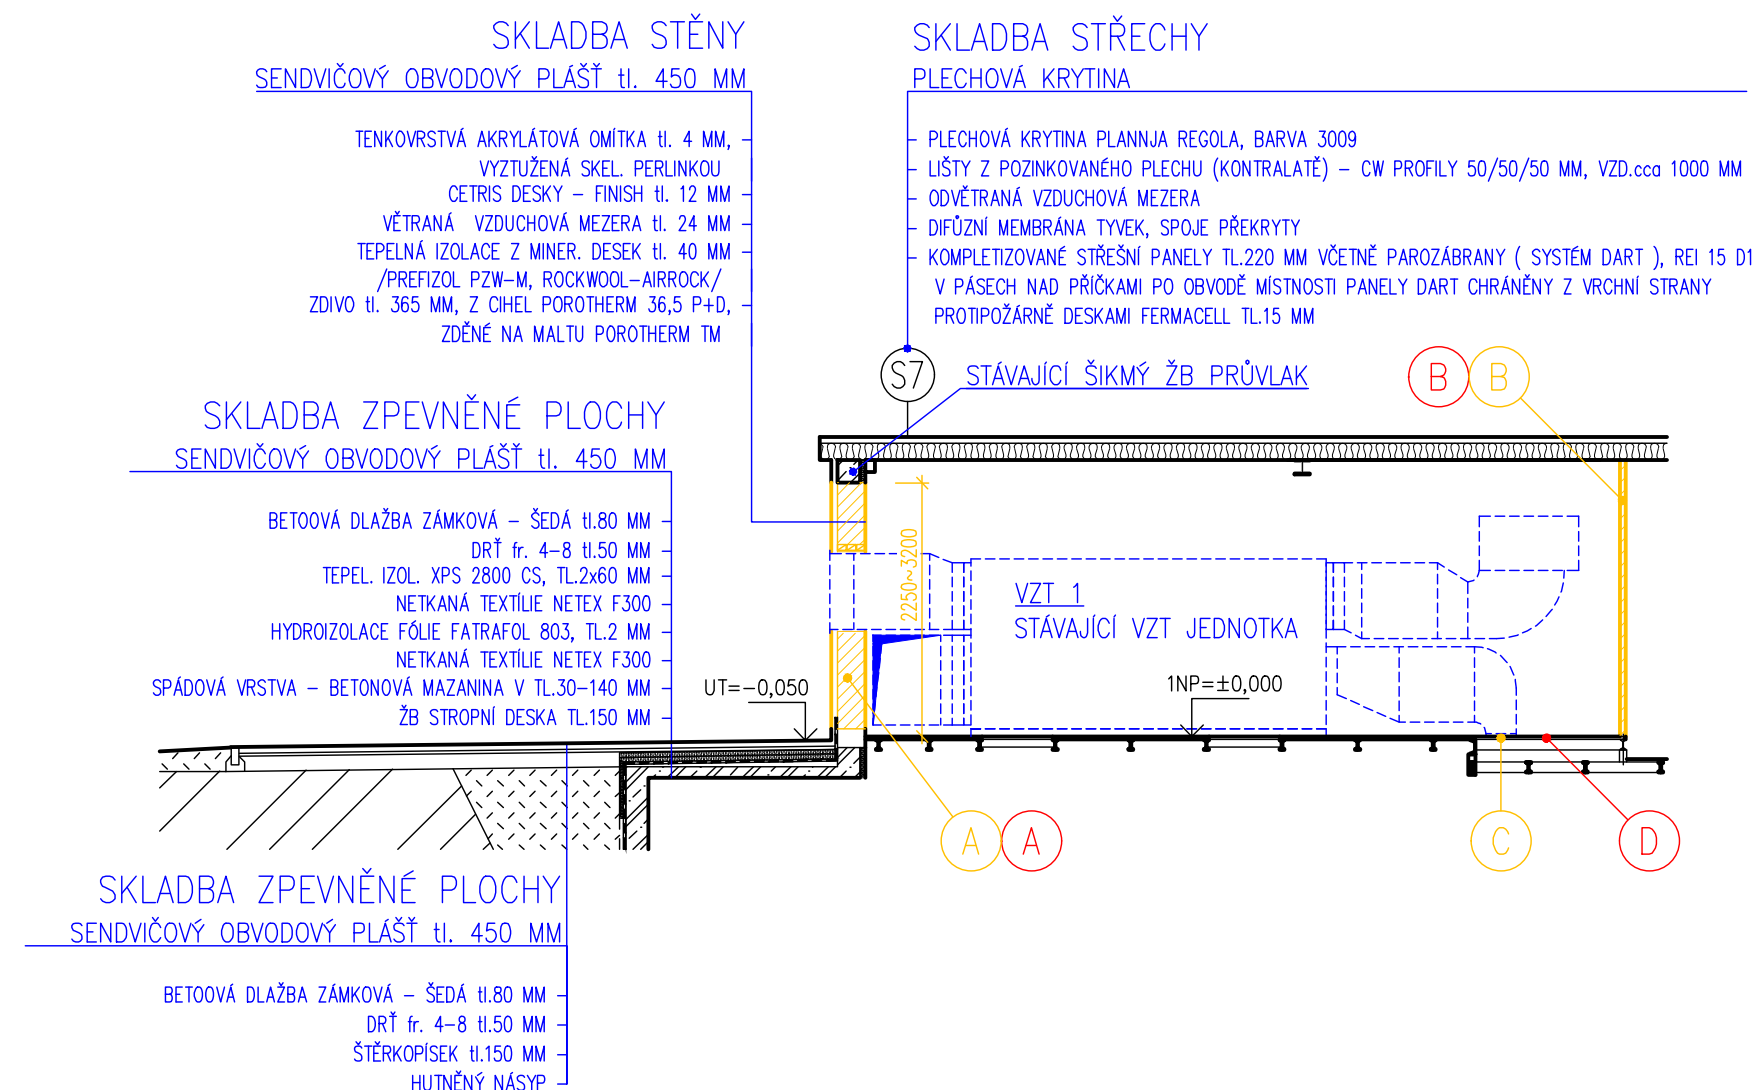 SKLADBA STĚNY
SENDVIČOVÝ OBVODOVÝ PLÁŠŤ tl. 450 MM
TENKOVRSTVÁ AKRYLÁTOVÁ OMÍTKA tl. 4 MM,
VYZTUŽENÁ SKEL. PERLINKOU
CETRIS DESKY – FINISH tl. 12 MM
VĚTRANÁ VZDUCHOVÁ MEZERA tl. 24 MM
TEPELNÁ IZOLACE Z MINER. DESEK tl. 40 MM
/PREFIZOL PZW–M, ROCKWOOL–AIRROCK/
ZDIVO tl. 365 MM, Z CIHEL POROTHERM 36,5 P+D,
ZDĚNÉ NA MALTU POROTHERM TM
SKLADBA STŘECHY
PLECHOVÁ KRYTINA
PLECHOVÁ KRYTINA PLANNJA REGOLA, BARVA 3009
LIŠTY Z POZINKOVANÉHO PLECHU (KONTRALATĚ) – CW PROFILY 50/50/50 MM, VZD.cca 1000 MM
ODVĚTRANÁ VZDUCHOVÁ MEZERA
DIFŮZNÍ MEMBRÁNA TYVEK, SPOJE PŘEKRYTY
KOMPLETIZOVANÉ STŘEŠNÍ PANELY TL.220 MM VČETNĚ PAROZÁBRANY ( SYSTÉM DART ), REI 15 D1
V PÁSECH NAD PŘÍČKAMI PO OBVODĚ MÍSTNOSTI PANELY DART CHRÁNĚNY Z VRCHNÍ STRANY
PROTIPOŽÁRNĚ DESKAMI FERMACELL TL.15 MM
S7
STÁVAJÍCÍ ŠIKMÝ ŽB PRŮVLAK
B
B
SKLADBA ZPEVNĚNÉ PLOCHY
SENDVIČOVÝ OBVODOVÝ PLÁŠŤ tl. 450 MM
BETOOVÁ DLAŽBA ZÁMKOVÁ – ŠEDÁ tl.80 MM
DRŤ fr. 4–8 tl.50 MM
TEPEL. IZOL. XPS 2800 CS, TL.2x60 MM
NETKANÁ TEXTÍLIE NETEX F300
HYDROIZOLACE FÓLIE FATRAFOL 803, TL.2 MM
NETKANÁ TEXTÍLIE NETEX F300
SPÁDOVÁ VRSTVA – BETONOVÁ MAZANINA V TL.30–140 MM
ŽB STROPNÍ DESKA TL.150 MM
2250~3200
VZT 1
STÁVAJÍCÍ VZT JEDNOTKA
UT=–0,050
1NP=±0,000
A
A
C
D
SKLADBA ZPEVNĚNÉ PLOCHY
SENDVIČOVÝ OBVODOVÝ PLÁŠŤ tl. 450 MM
BETOOVÁ DLAŽBA ZÁMKOVÁ – ŠEDÁ tl.80 MM
DRŤ fr. 4–8 tl.50 MM
ŠTĚRKOPÍSEK tl.150 MM
HUTNĚNÝ NÁSYP